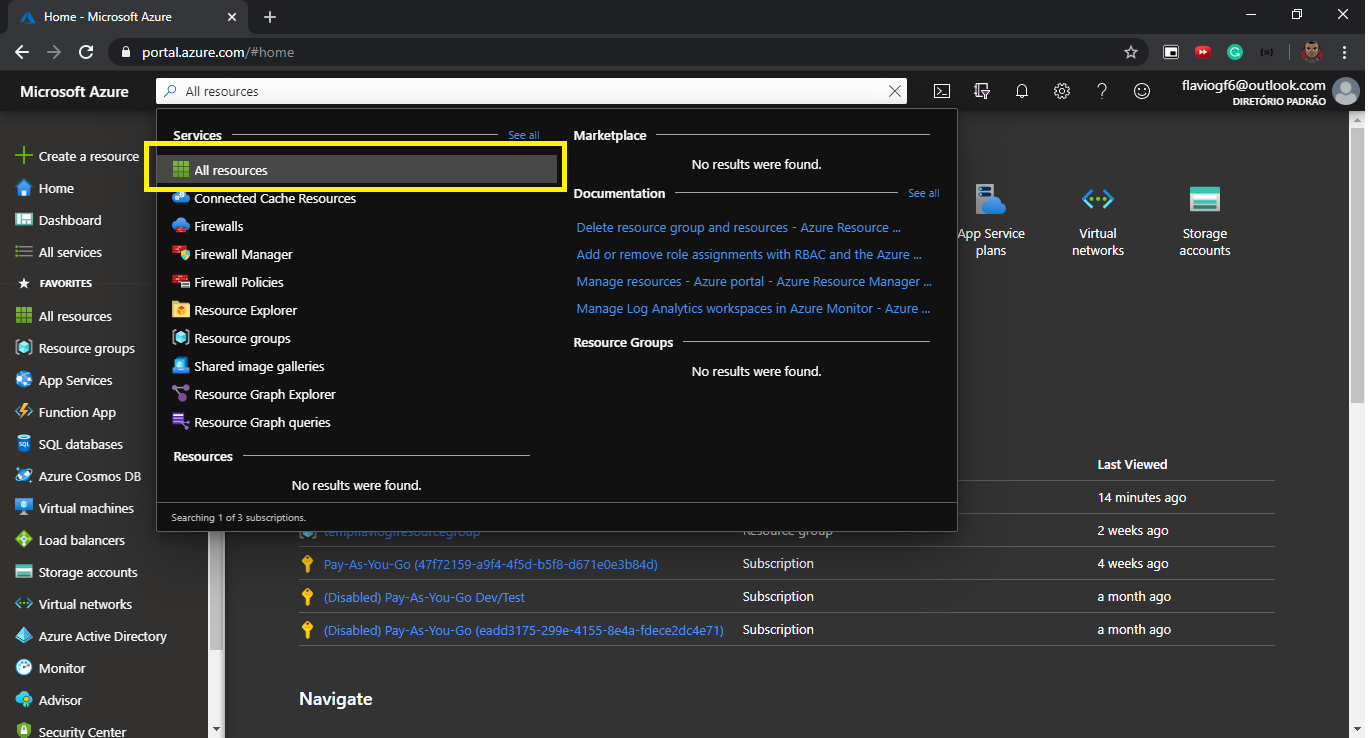 Home - Microsoft Azure
portal.azure.com/#home
Microsoft Azure
All resources
flaviogf6@outlook.com
DIRETÓRIO PADRÃO
Create a resource
Home
Dashboard
All services
FAVORITES
All resources
Resource groups
App Services
Function App
SQL databases
Azure Cosmos DB
Virtual machines
Load balancers
Storage accounts
Virtual networks
Azure Active Directory
Monitor
Advisor
Security Center
Services
See all
All resources
Connected Cache Resources
Firewalls
Firewall Manager
Firewall Policies
Resource Explorer
Resource groups
Shared image galleries
Resource Graph Explorer
Resource Graph queries
Resources
No results were found.
Searching 1 of 3 subscriptions.
Marketplace
No results were found.
Documentation
See all
Delete resource group and resources - Azure Resource ...
Add or remove role assignments with RBAC and the Azure ...
Manage resources - Azure portal - Azure Resource Manager ...
Manage Log Analytics workspaces in Azure Monitor - Azure ...
Resource Groups
No results were found.
App Service
plans
Virtual
networks
Storage
accounts
Last Viewed
14 minutes ago
tempflaviogfresourcegroup Resource group 2 weeks ago
Pay-As-You-Go (47f72159-a9f4-4f5d-b5f8-d671e0e3b84d) Subscription 4 weeks ago
(Disabled) Pay-As-You-Go Dev/Test Subscription a month ago
(Disabled) Pay-As-You-Go (eadd3175-299e-4155-8e4a-fdece2dc4e71) Subscription a month ago
Navigate